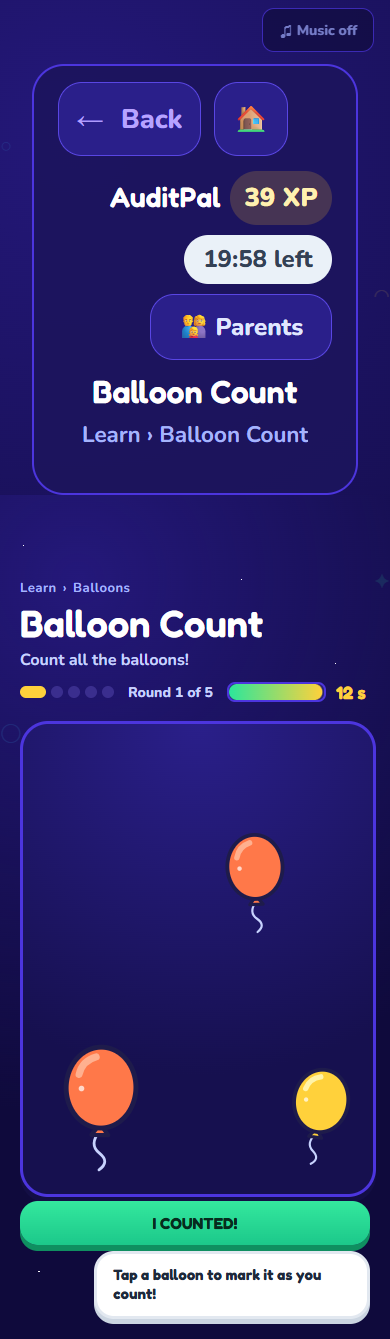 ♫ Music off
← Back
AuditPal 39 XP
19:58 left
Parents
Balloon Count
Learn › Balloon Count
Learn › Balloons
Balloon Count
Count all the balloons!
Round 1 of 5 12 s
I COUNTED!
Tap a balloon to mark it as you
count!